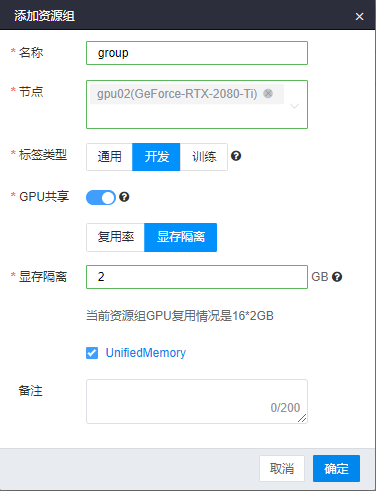 添加资源组
* 名称 group
* 节点 gpu02(GeForce-RTX-2080-Ti)
* 标签类型 通用 开发 训练
* GPU共享
复用率 显存隔离
* 显存隔离 2 GB
当前资源组GPU复用情况是16*2GB
UnifiedMemory
备注
0/200
取消 确定